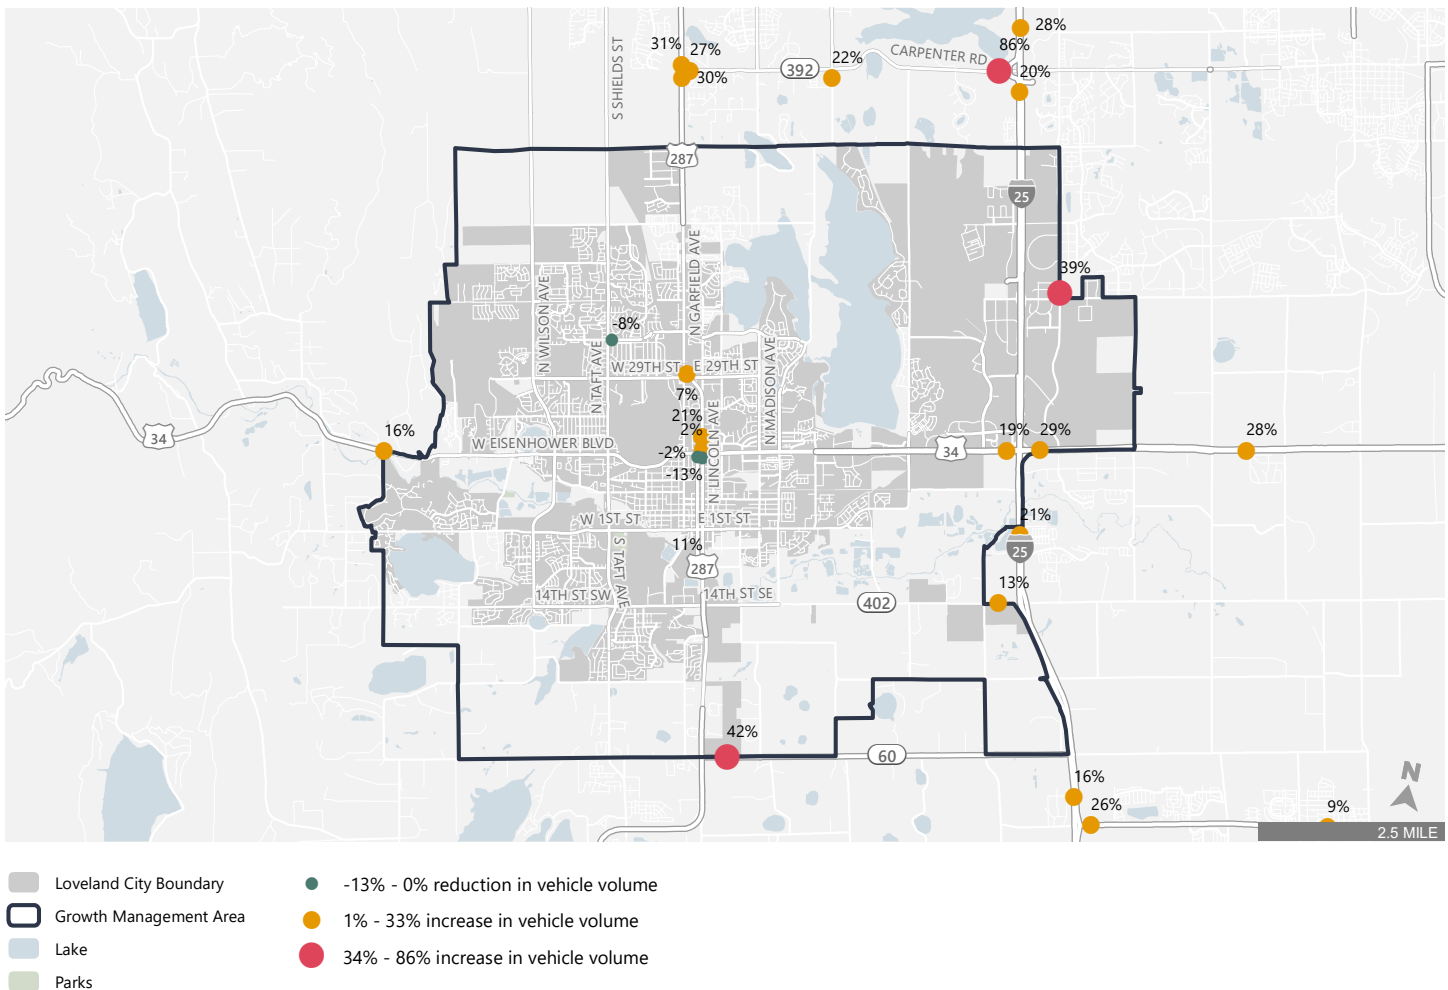 28%
31%
27%
86%
CARPENTER RD
22%
392
20%
30%
S SHIELDS ST
287
25
N GARFIELD AVE
39%
N WILSON AVE
-8%
N TAFT AVE
W 29TH ST
E 29TH ST
N MADISON AVE
7%
21%
2%
N LINCOLN AVE
16%
34
W EISENHOWER BLVD
-2%
-13%
34
19%
29%
28%
W 1ST ST
E 1ST ST
21%
11%
25
S TAFT AVE
287
13%
14TH ST SW
14TH ST SE
402
42%
60
16%
26%
9%
N
2.5 MILE
Loveland City Boundary
Growth Management Area
Lake
Parks
-13% - 0% reduction in vehicle volume
1% - 33% increase in vehicle volume
34% - 86% increase in vehicle volume